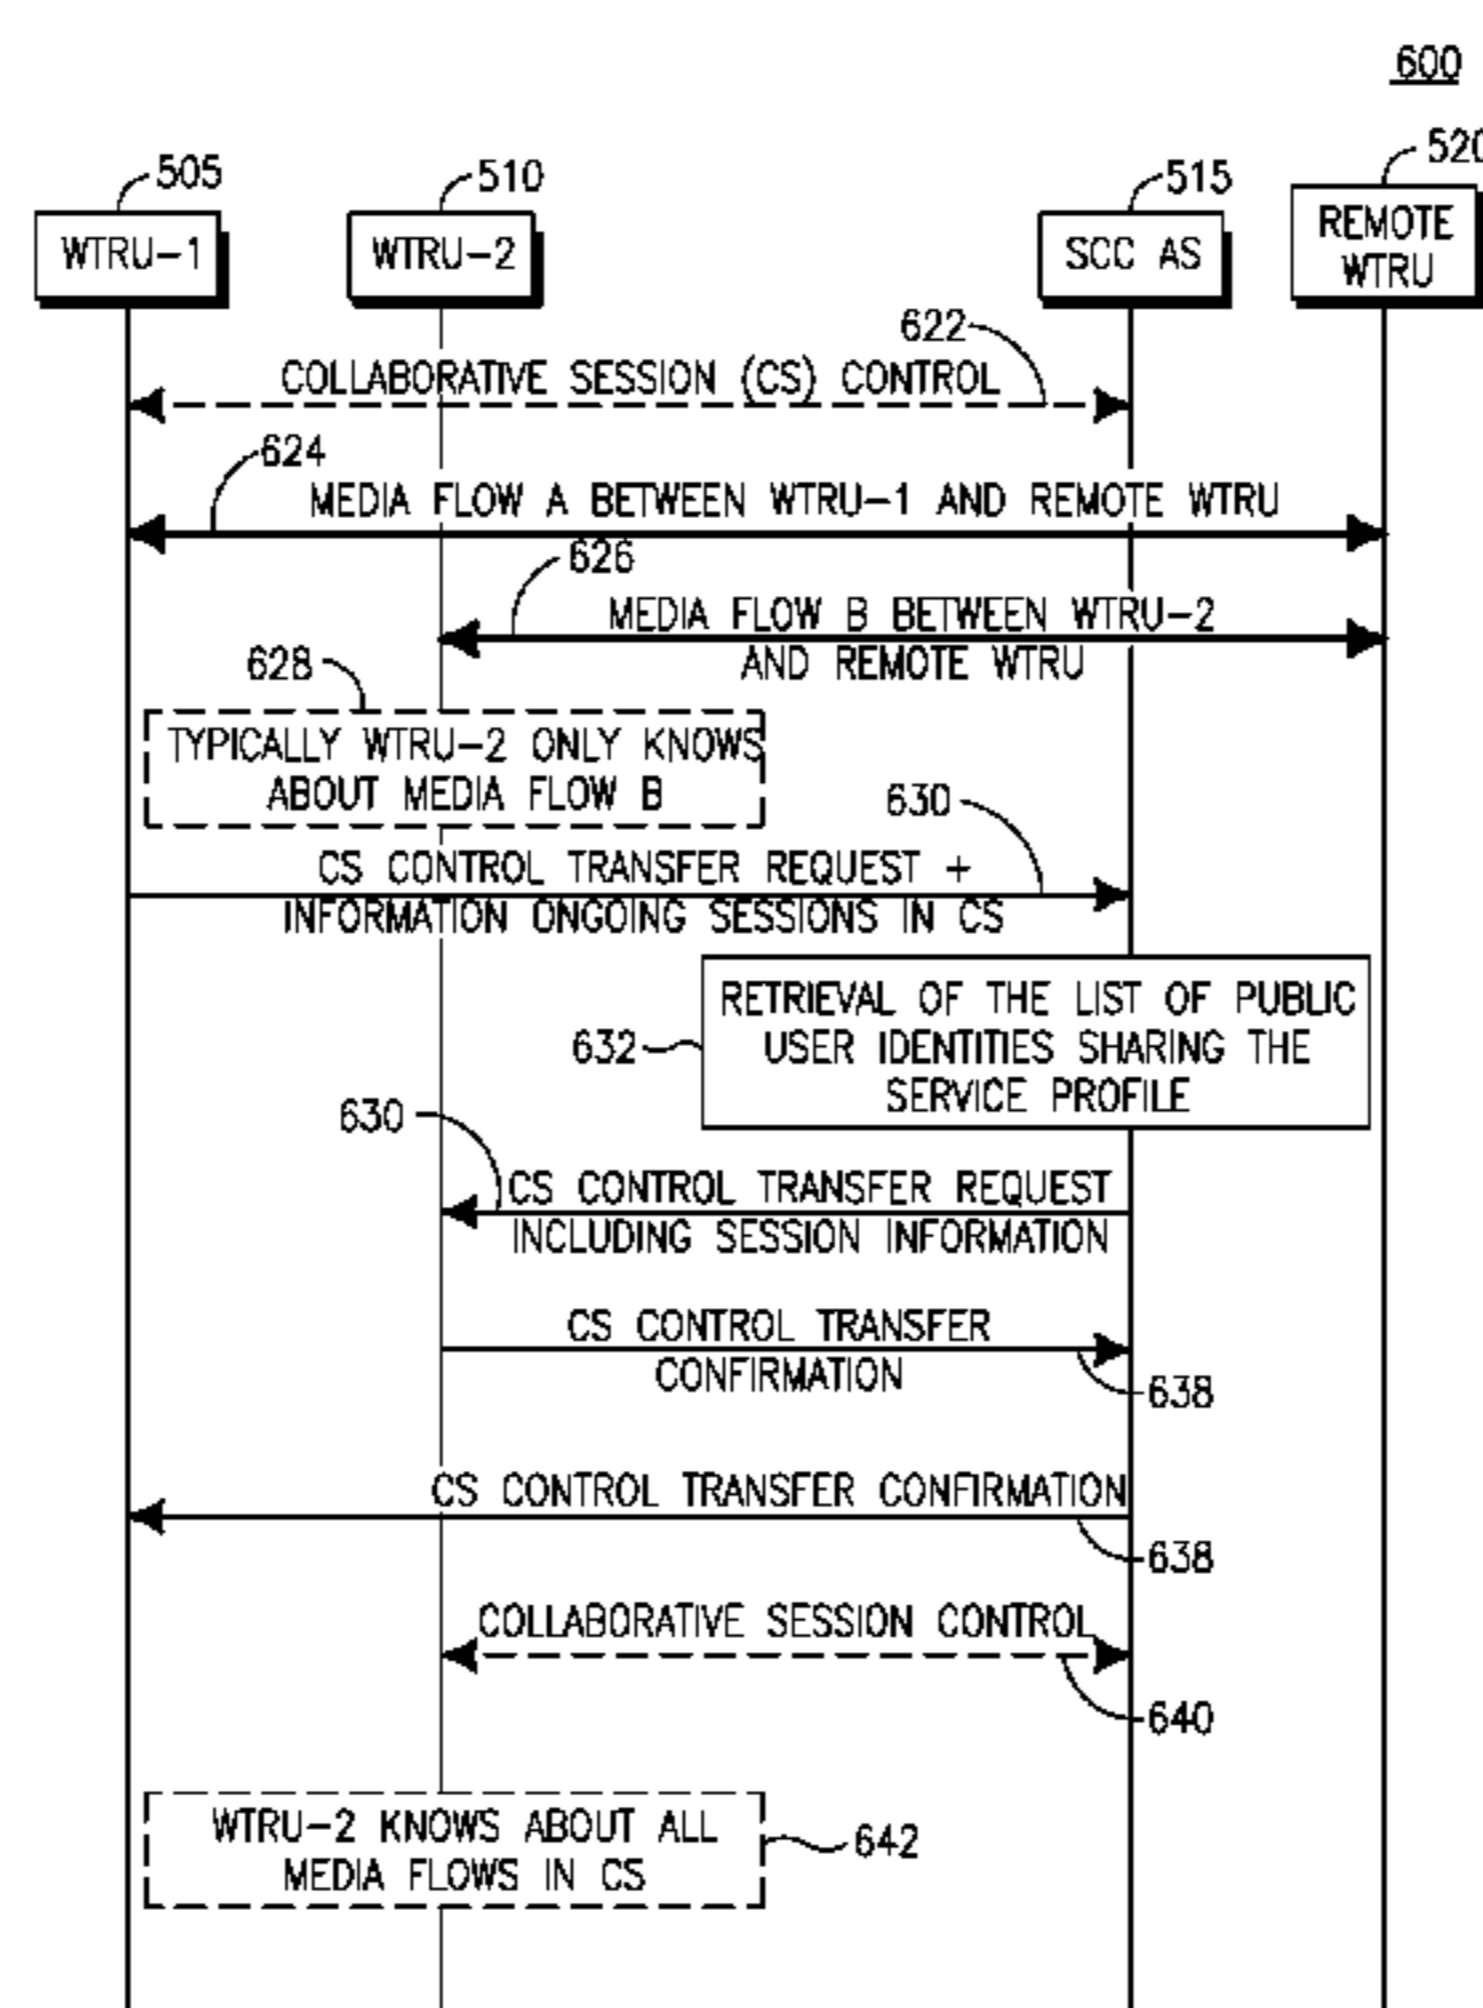 600
505
510
515
520
WTRU-1
WTRU-2
SCC AS
REMOTE
WTRU
622
COLLABORATIVE SESSION (CS) CONTROL
624
MEDIA FLOW A BETWEEN WTRU-1 AND REMOTE WTRU
626
MEDIA FLOW B BETWEEN WTRU-2
AND REMOTE WTRU
628
TYPICALLY WTRU-2 ONLY KNOWS
ABOUT MEDIA FLOW B
630
CS CONTROL TRANSFER REQUEST +
INFORMATION ONGOING SESSIONS IN CS
RETRIEVAL OF THE LIST OF PUBLIC
USER IDENTITIES SHARING THE
SERVICE PROFILE
632
630
CS CONTROL TRANSFER REQUEST
INCLUDING SESSION INFORMATION
CS CONTROL TRANSFER
CONFIRMATION
638
CS CONTROL TRANSFER CONFIRMATION
638
COLLABORATIVE SESSION CONTROL
640
WTRU-2 KNOWS ABOUT ALL
MEDIA FLOWS IN CS
642